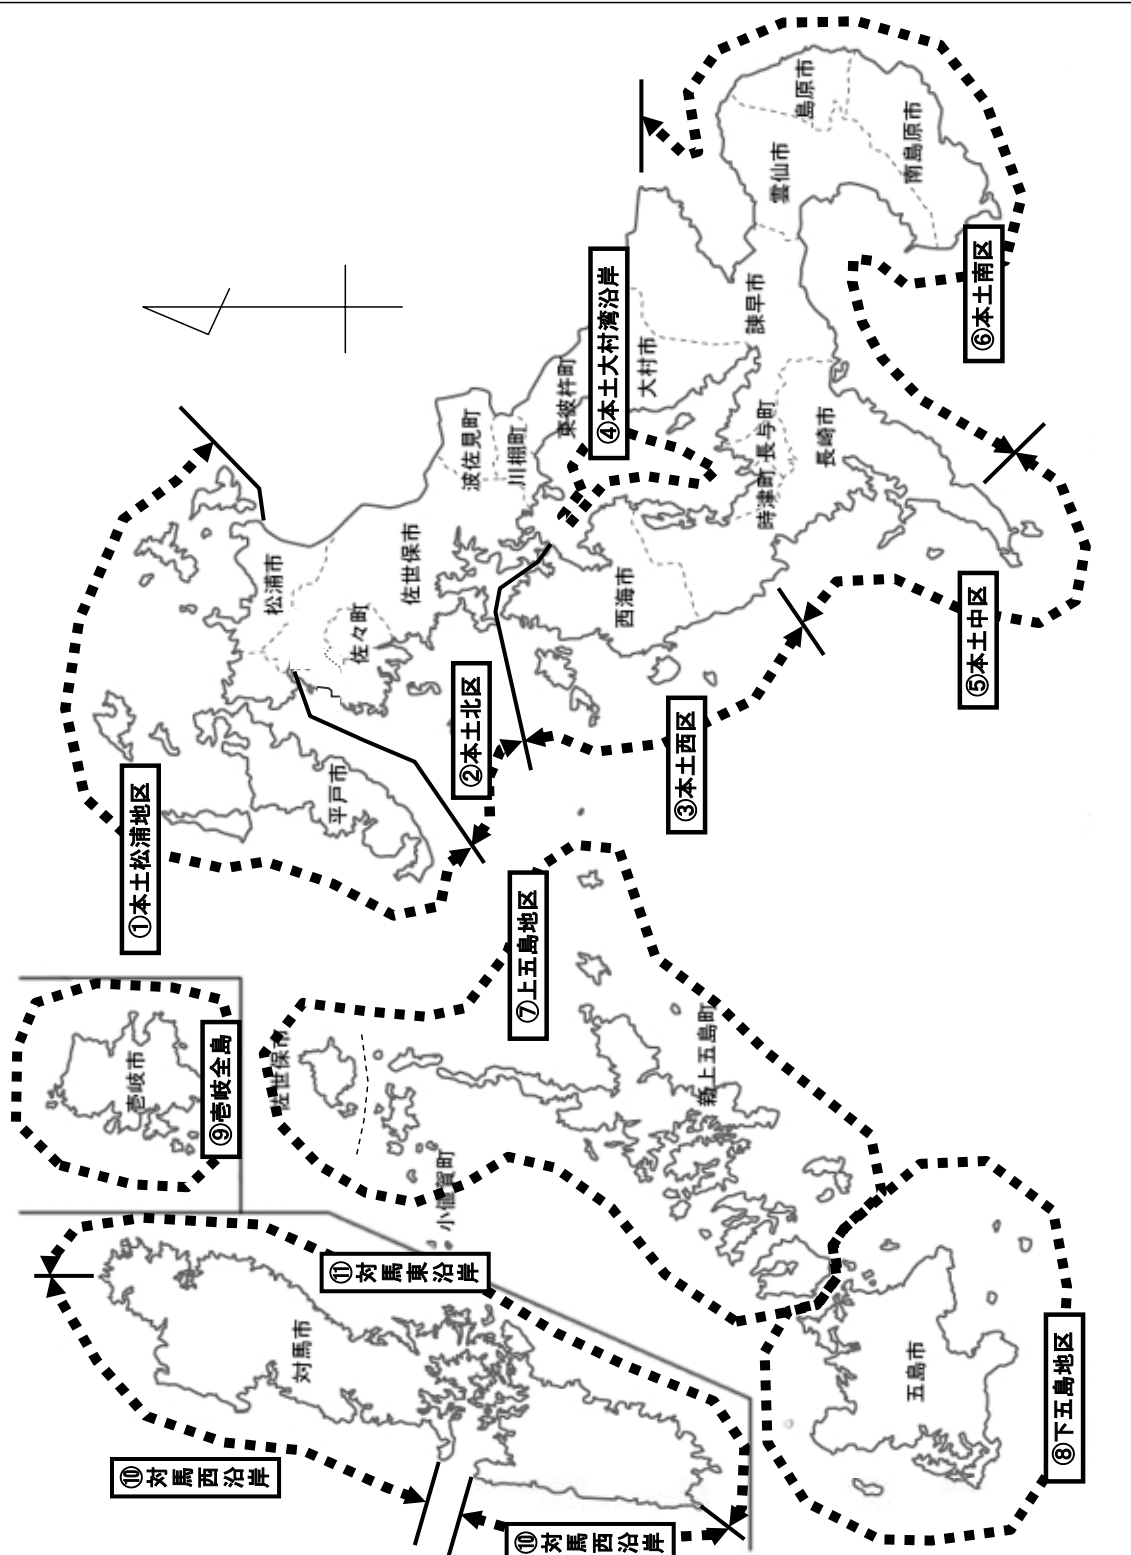 島原市
南島原市
雲仙市
諫早市
④本土大村湾沿岸
大村市
⑥本土南区
東彼杵町
波佐見町
川棚町
長与町
時津町
長崎市
松浦市
佐世保市
佐々町
西海市
⑤本土中区
②本土北区
③本土西区
平戸市
①本土松浦地区
⑦上五島地区
壱岐市
⑨壱岐全島
佐世保市
新上五島町
小値賀町
⑪対馬東沿岸
対馬市
五島市
⑧下五島地区
⑩対馬西沿岸
⑩対馬西沿岸